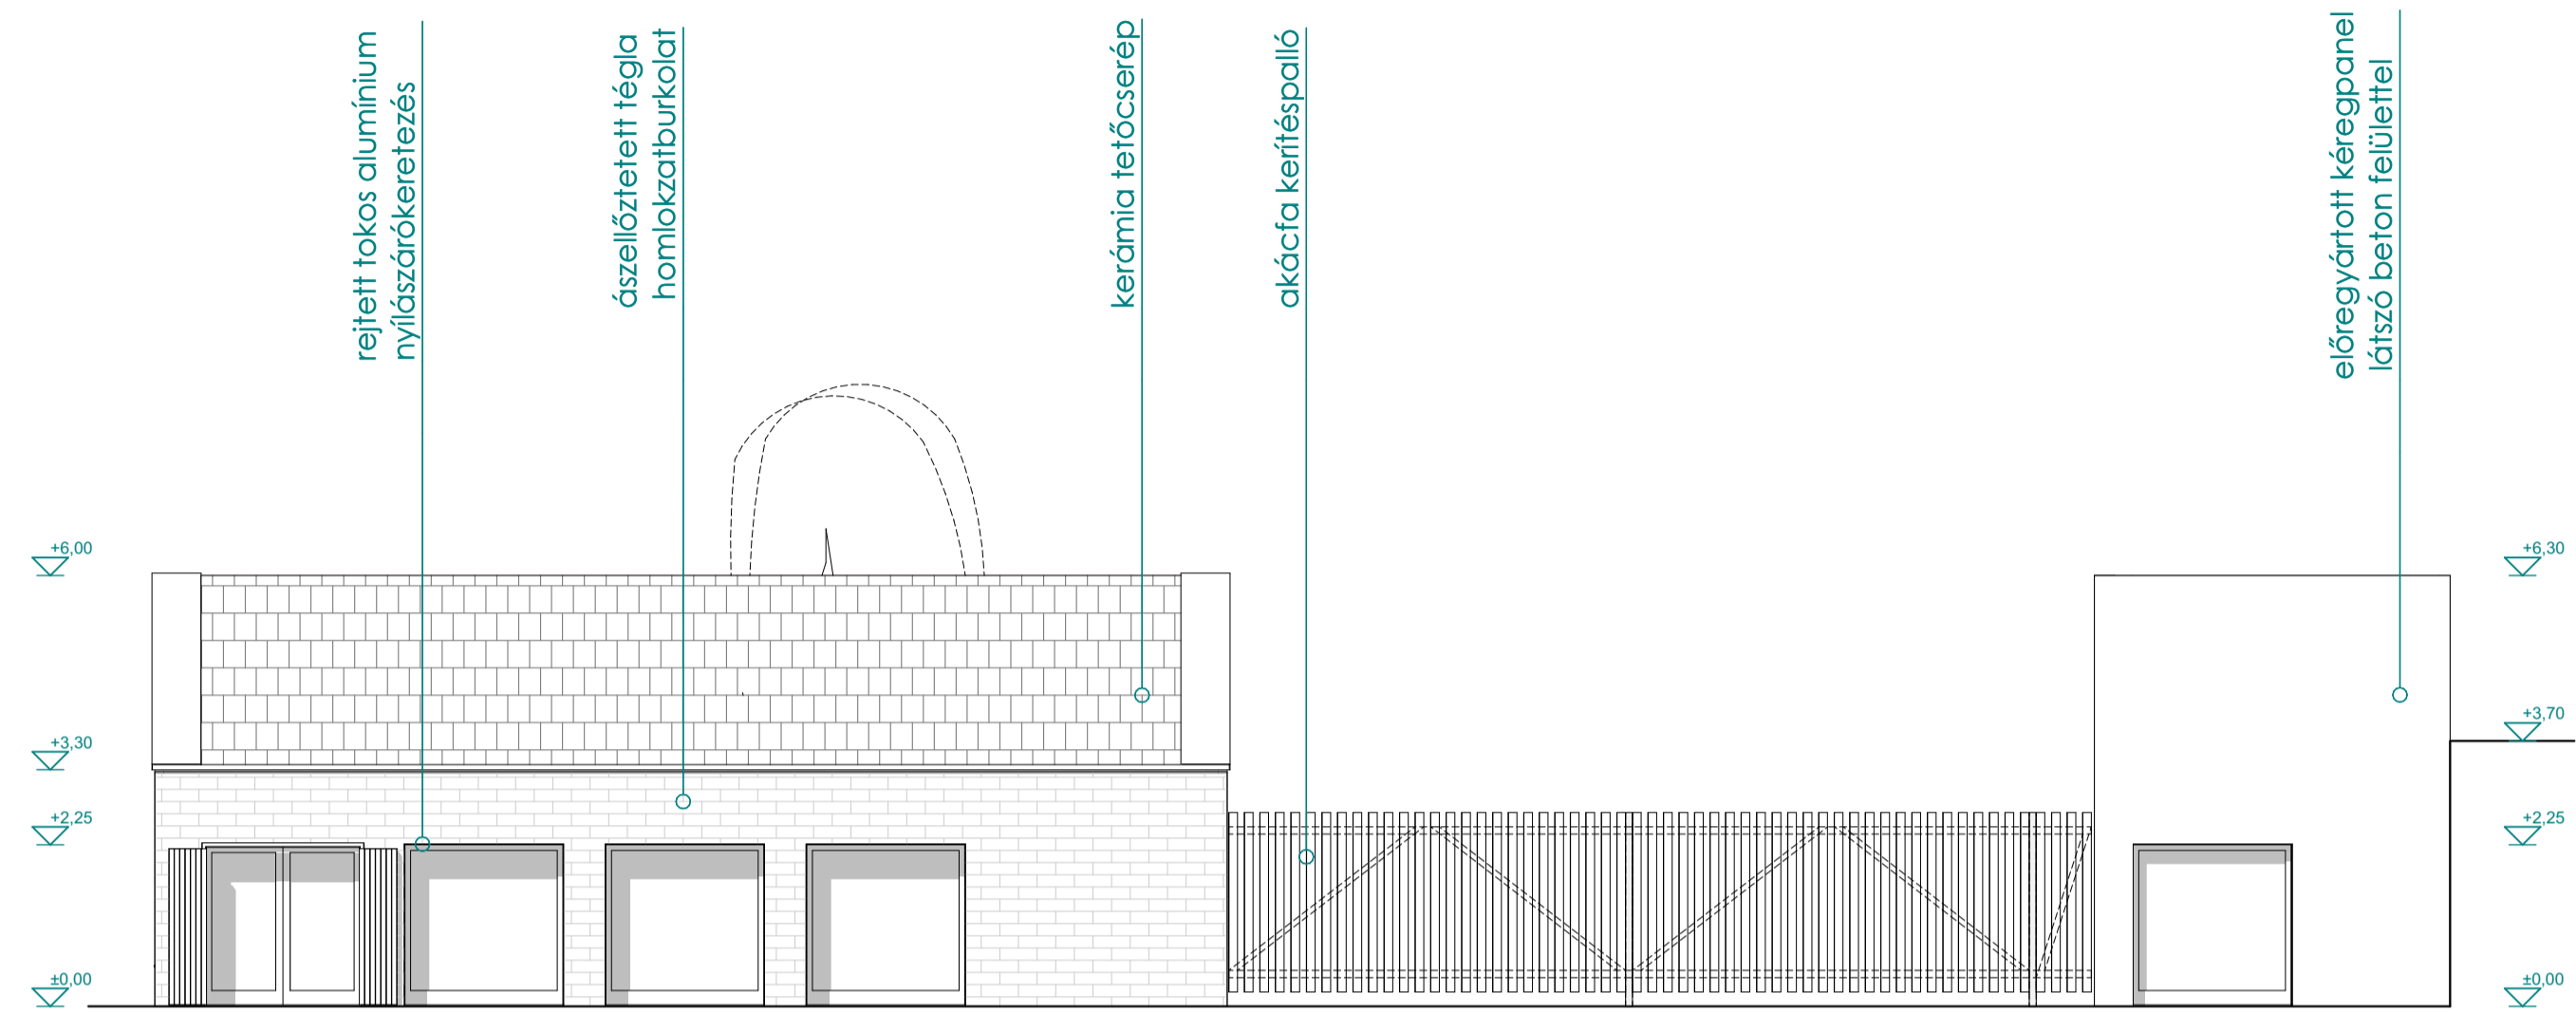 rejtett tokos alumínium
nyílászárókeretezés
ászellőztetett tégla
homlokzatburkolat
kerámia tetőcserép
akácfa kerítéspalló
előregyártott kéregpanel
látszó beton felülettel
+6,00
+3,30
+2,25
±0,00
+6,30
+3,70
+2,25
±0,00